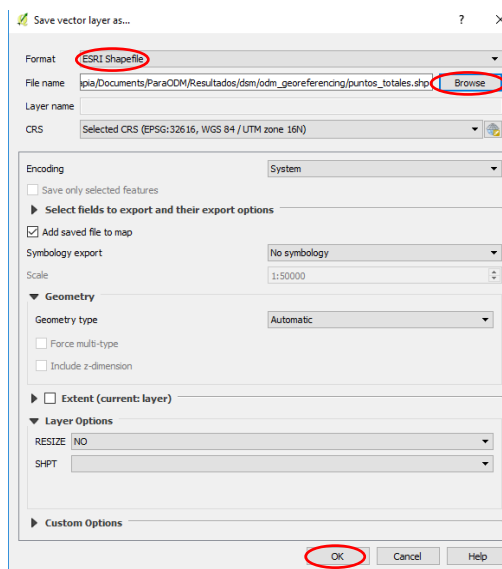 Save vector layer as...
Format ESRI Shapefile
File name apia/Documents/ParaODM/Resultados/dsm/odm_georeferencing/puntos_totales.shp Browse
Layer name
CRS Selected CRS (EPSG:32616, WGS 84 / UTM zone 16N)
Encoding System
Save only selected features
Select fields to export and their export options
Add saved file to map
Symbology export No symbology
Scale 1:50000
Geometry
Geometry type Automatic
Force multi-type
Include z-dimension
Extent (current: layer)
Layer Options
RESIZE NO
SHPT
Custom Options
OK Cancel Help